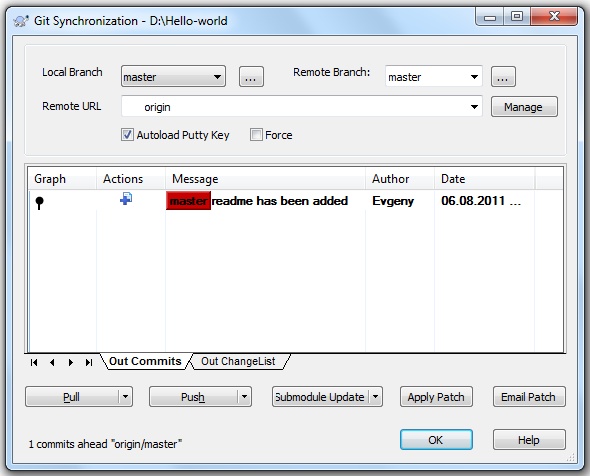 Git Synchronization - D:\Hello-world
Local Branch master ... Remote Branch: master ...
Remote URL origin Manage
Autoload Putty Key Force
Graph Actions Message Author Date
master readme has been added Evgeny 06.08.2011 ...
Out Commits Out ChangeList
Pull Push Submodule Update Apply Patch Email Patch
1 commits ahead "origin/master" OK Help